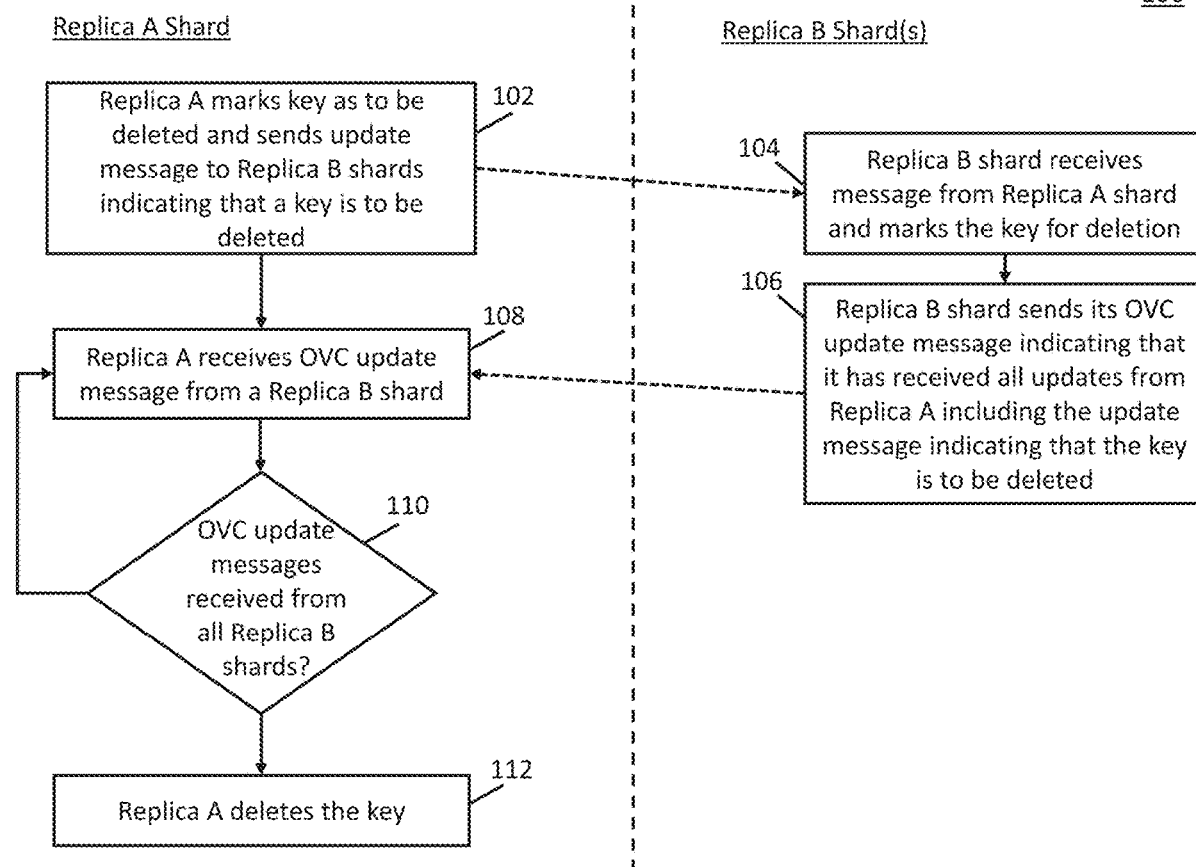 Replica A Shard
Replica B Shard(s)
Replica A marks key as to be
deleted and sends update
message to Replica B shards
indicating that a key is to be
deleted
102
104
Replica B shard receives
message from Replica A shard
and marks the key for deletion
106
Replica B shard sends its OVC
update message indicating that
it has received all updates from
Replica A including the update
message indicating that the key
is to be deleted
108
Replica A receives OVC update
message from a Replica B shard
110
OVC update
messages
received from
all Replica B
shards?
112
Replica A deletes the key